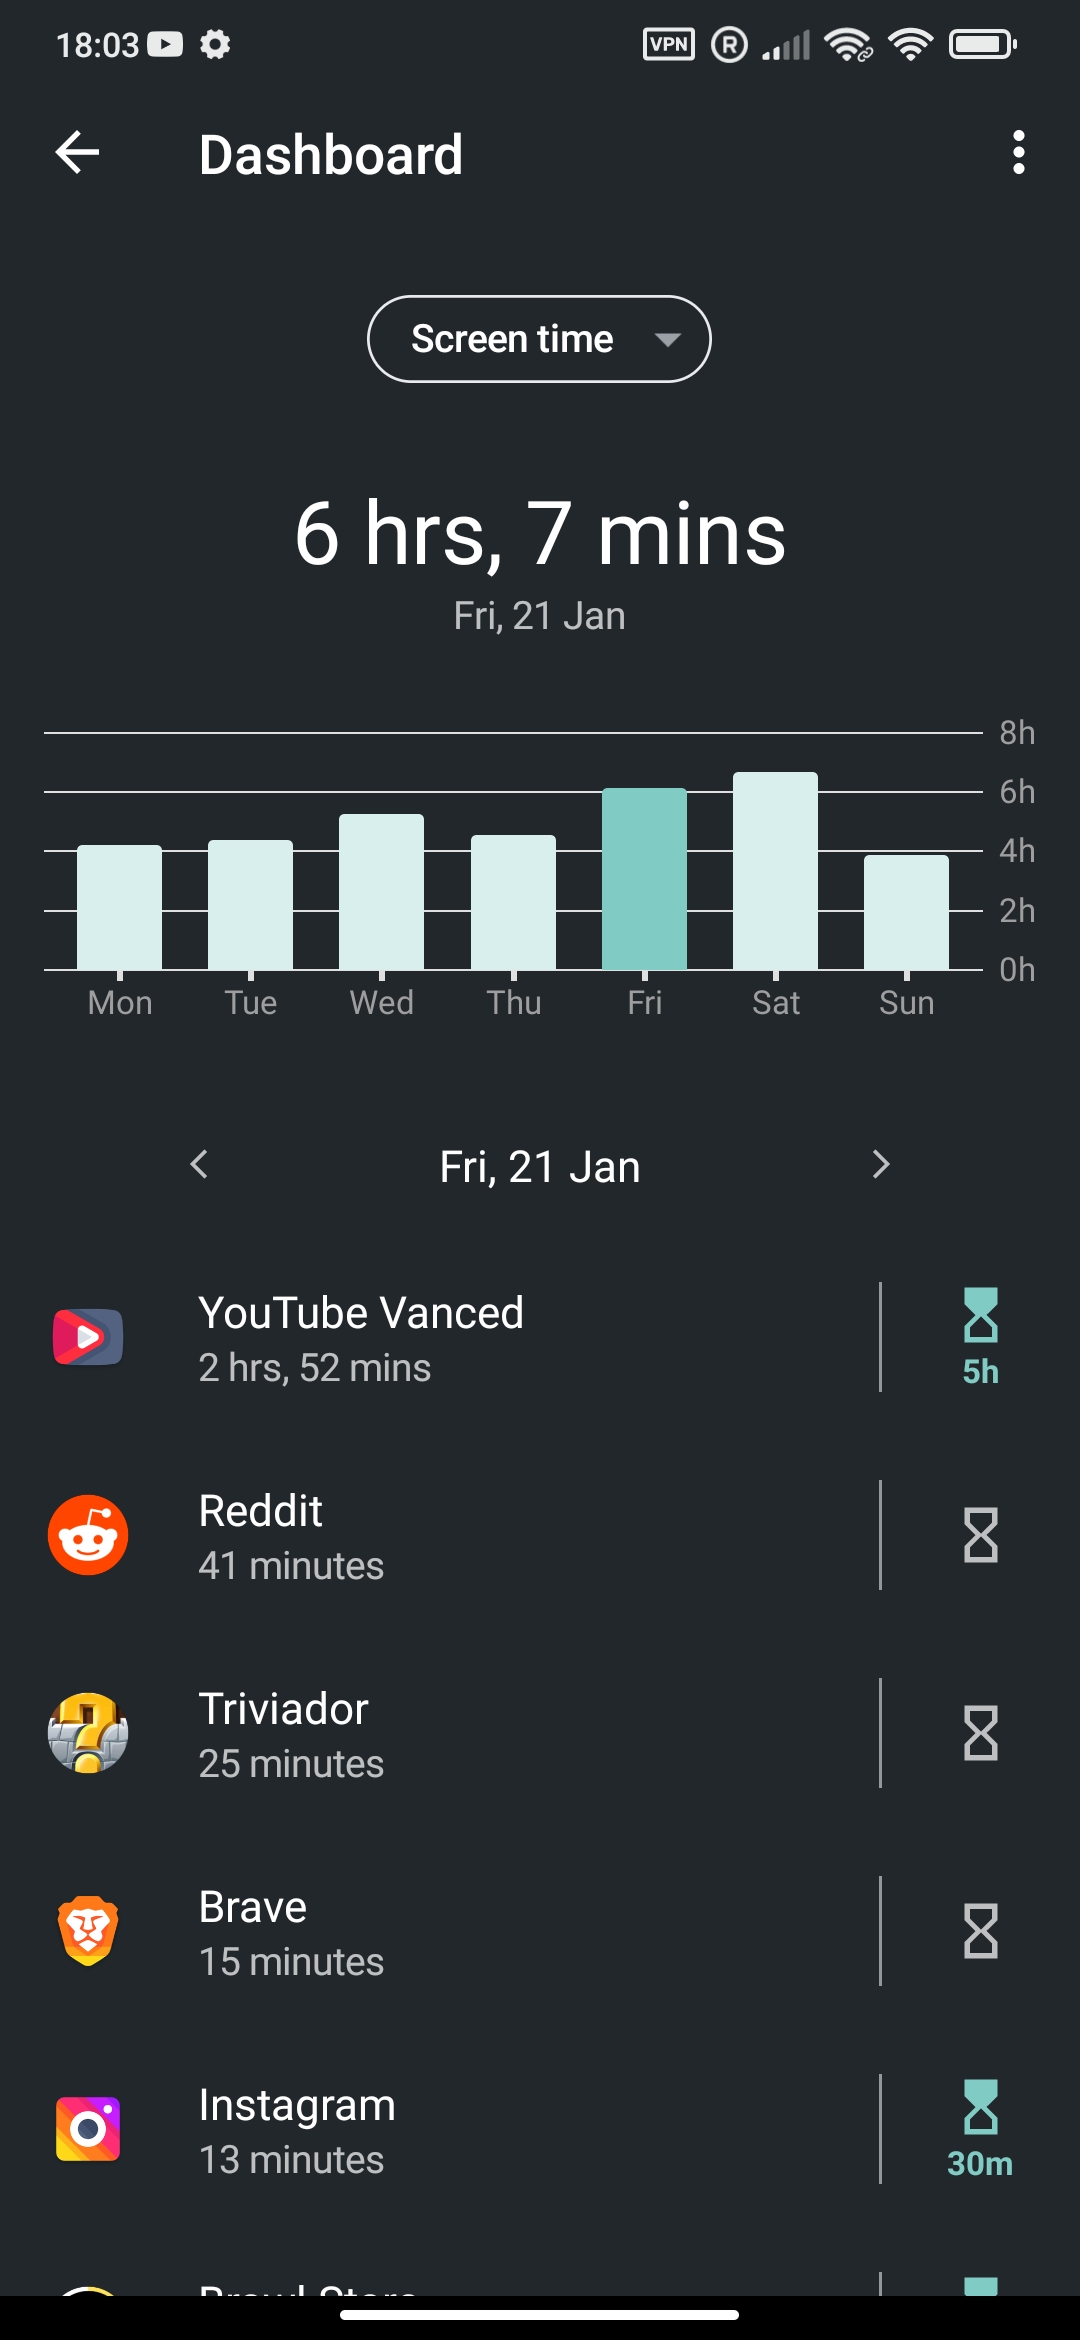 18:03
VPN
R
Dashboard
Screen time
6 hrs, 7 mins
Fri, 21 Jan
8h
6h
4h
2h
0h
Mon Tue Wed Thu Fri Sat Sun
Fri, 21 Jan
YouTube Vanced
2 hrs, 52 mins
5h
Reddit
41 minutes
Triviador
25 minutes
Brave
15 minutes
Instagram
13 minutes
30m